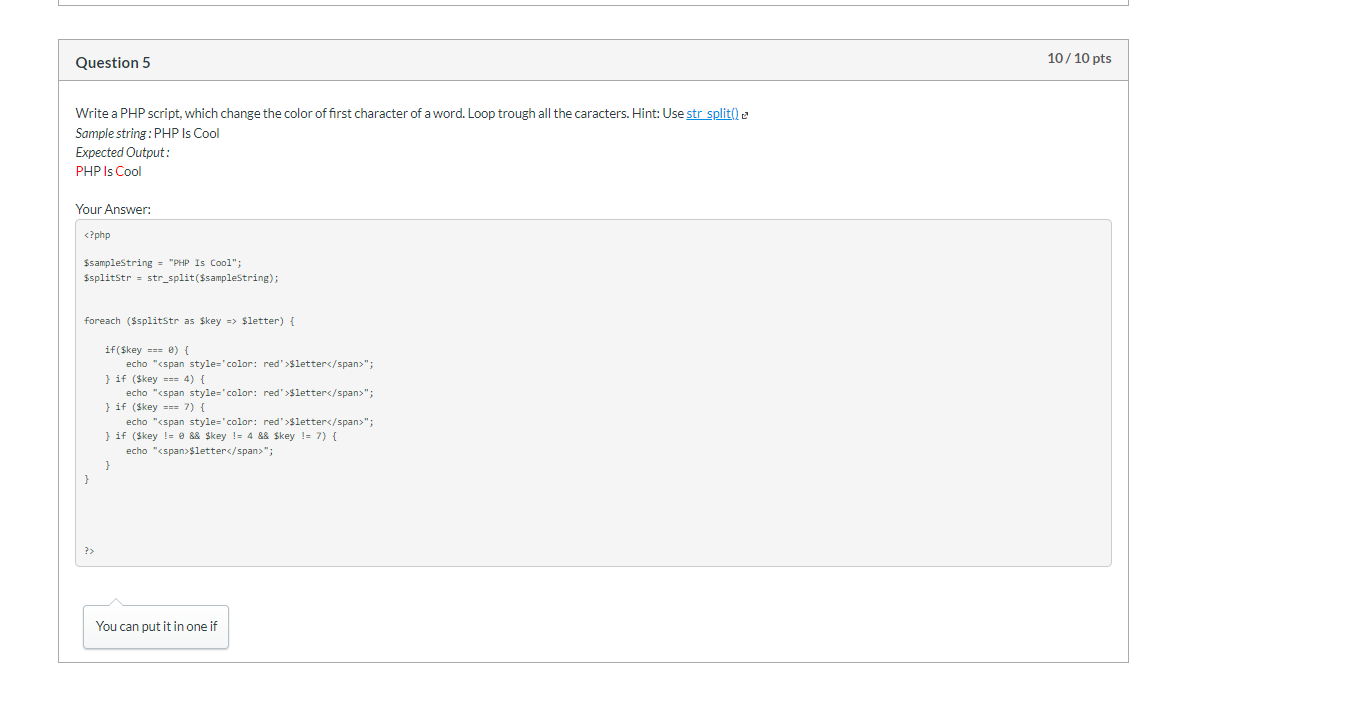 Question 5
10 / 10 pts
Write a PHP script, which change the color of first character of a word. Loop trough all the caracters. Hint: Use str_split()
Sample string : PHP Is Cool
Expected Output :
PHP Is Cool
Your Answer:
<?php
$sampleString = "PHP Is Cool";
$splitStr = str_split($sampleString);
foreach ($splitStr as $key => $letter) {
if($key === 0) {
echo "<span style='color: red'>$letter</span>";
} if ($key === 4) {
echo "<span style='color: red'>$letter</span>";
} if ($key === 7) {
echo "<span style='color: red'>$letter</span>";
} if ($key != 0 && $key != 4 && $key != 7) {
echo "<span>$letter</span>";
}
}
?>
You can put it in one if